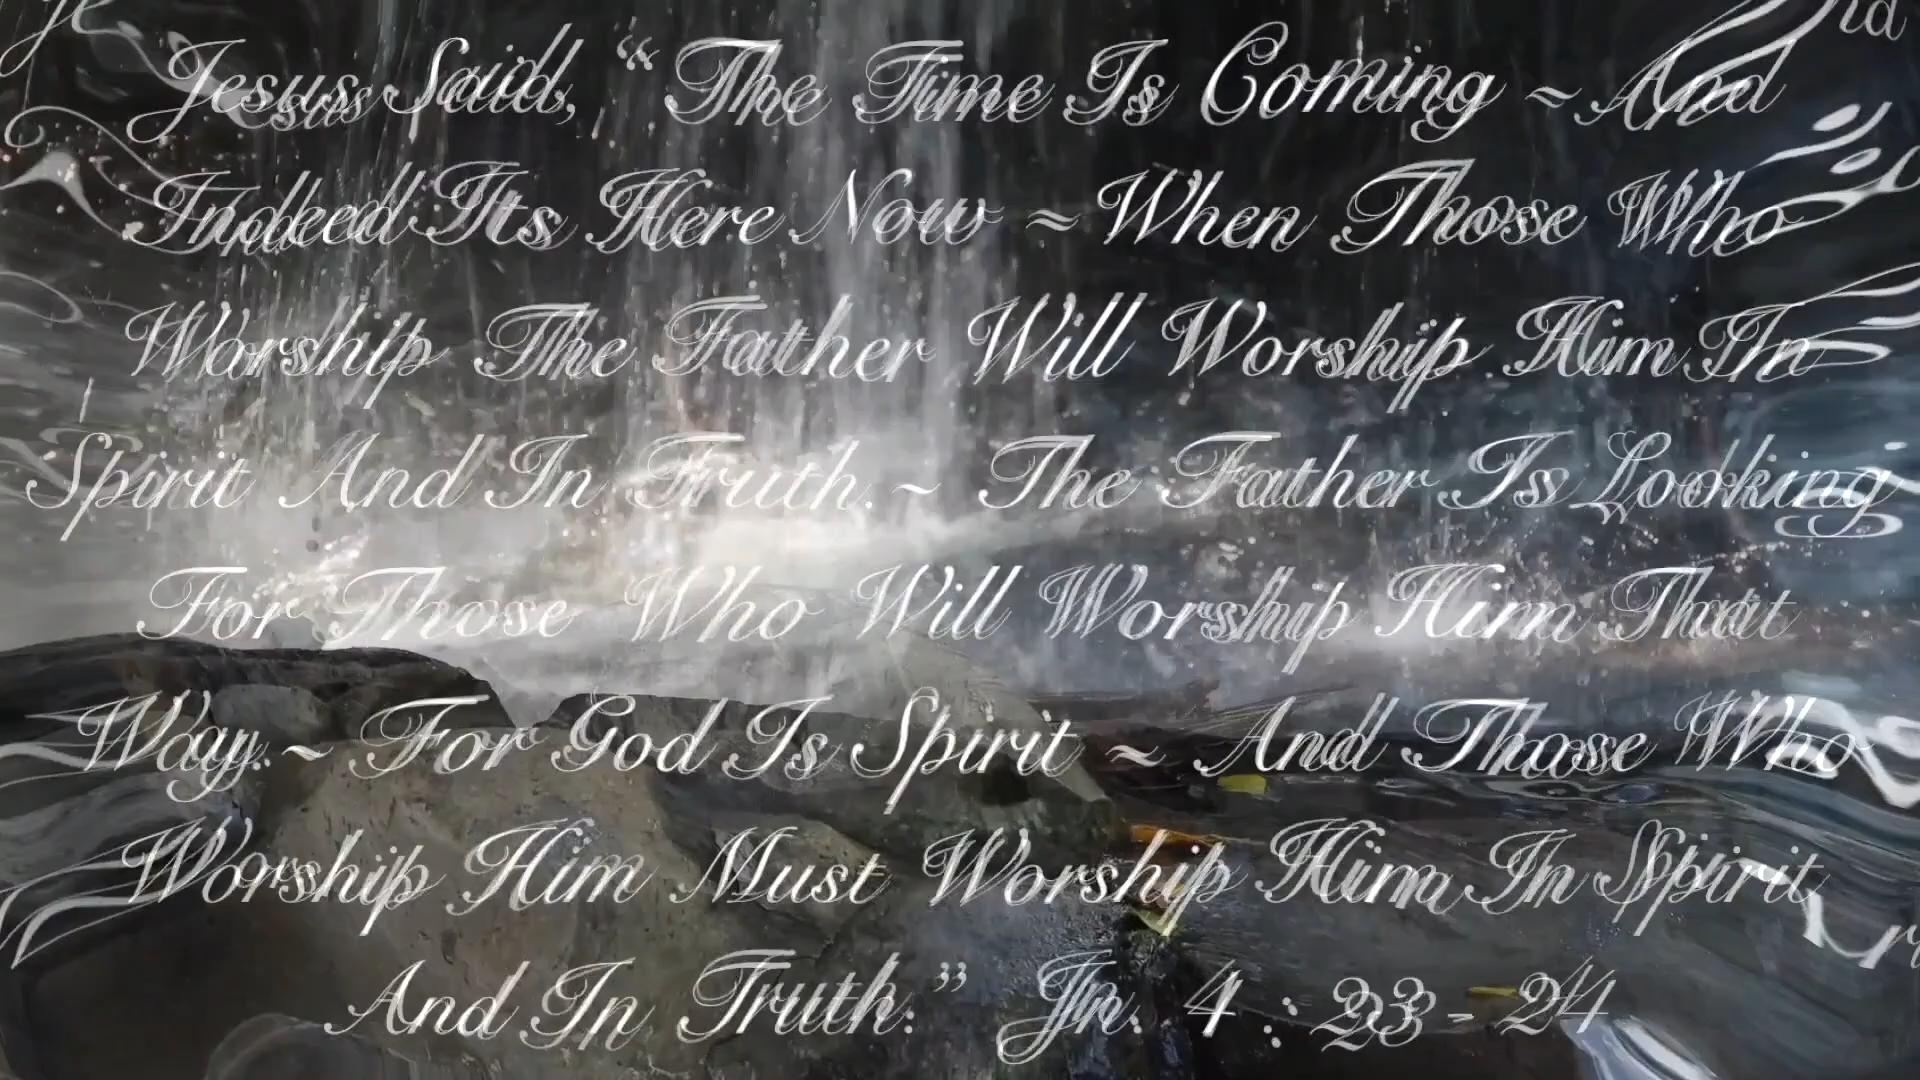 Jesus Said, “The Time Is Coming ~ And
Indeed Its Here Now ~ When Those Who
Worship The Father Will Worship Him In
Spirit And In Truth. ~ The Father Is Looking
For Those Who Will Worship Him That
Way. ~ For God Is Spirit ~ And Those Who
Worship Him Must Worship Him In Spirit
And In Truth.” Jn. 4 : 23 - 24